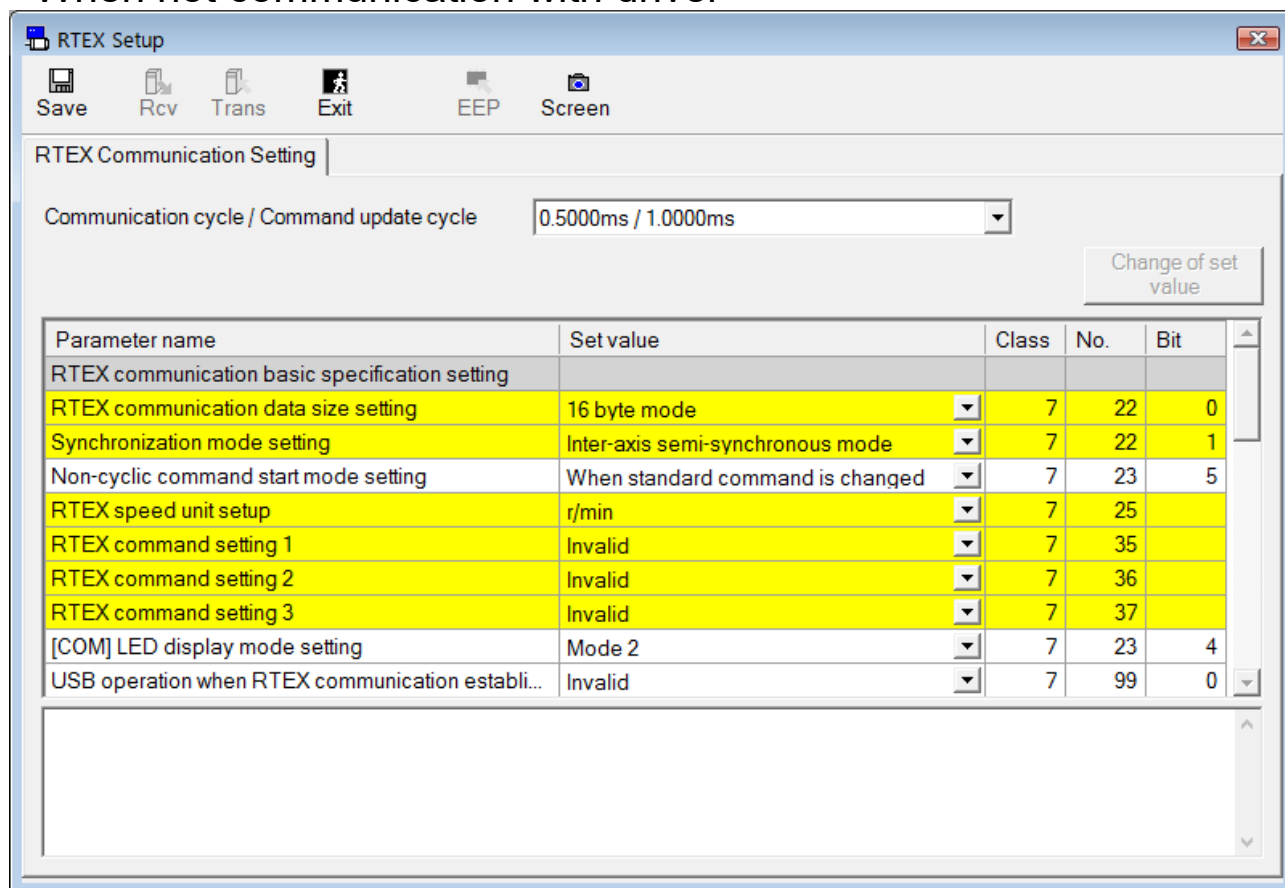 When not communication with driver
RTEX Setup
Save Rcv Trans Exit EEP Screen
RTEX Communication Setting
Communication cycle / Command update cycle 0.5000ms / 1.0000ms
Change of set
value
Parameter name Set value Class No. Bit
RTEX communication basic specification setting
RTEX communication data size setting 16 byte mode 7 22 0
Synchronization mode setting Inter-axis semi-synchronous mode 7 22 1
Non-cyclic command start mode setting When standard command is changed 7 23 5
RTEX speed unit setup r/min 7 25
RTEX command setting 1 Invalid 7 35
RTEX command setting 2 Invalid 7 36
RTEX command setting 3 Invalid 7 37
[COM] LED display mode setting Mode 2 7 23 4
USB operation when RTEX communication establi... Invalid 7 99 0